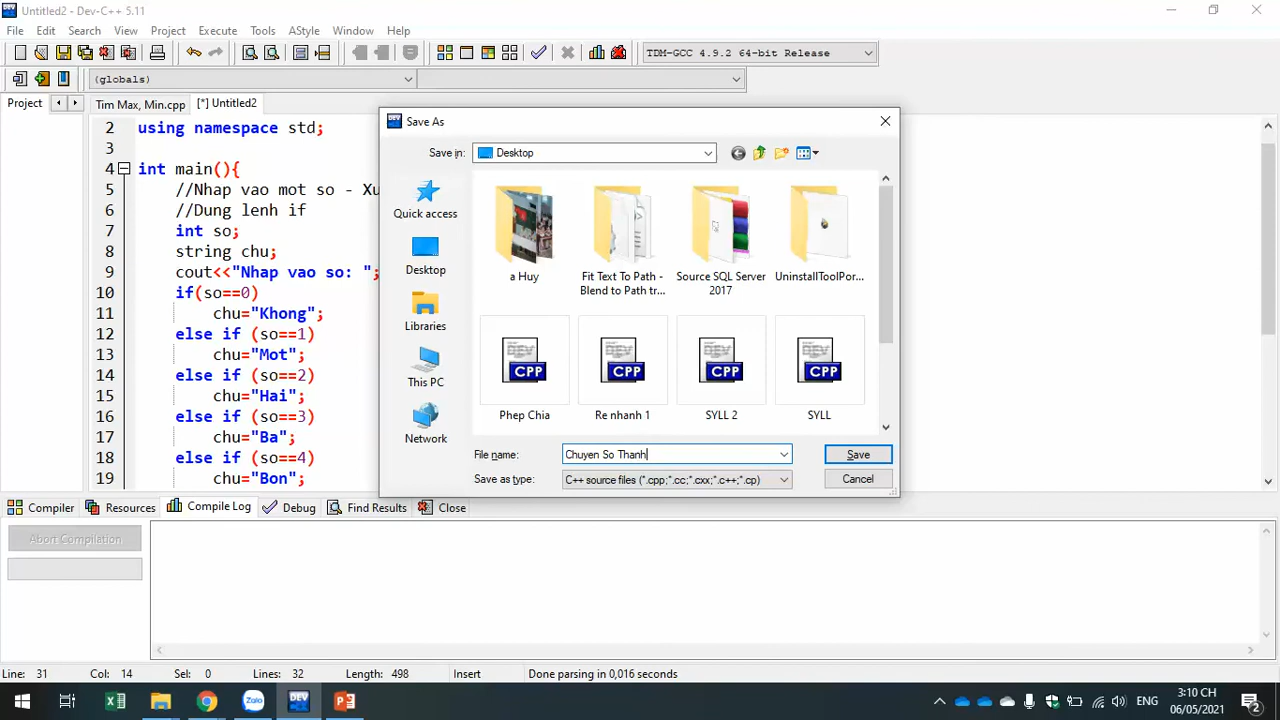 Untitled2 - Dev-C++ 5.11
File Edit Search View Project Execute Tools AStyle Window Help
TDM-GCC 4.9.2 64-bit Release
(globals)
Project Tim Max, Min.cpp [*] Untitled2
2 using namespace std;
3
4 int main(){
5 //Nhap vao mot so - Xu
6 //Dung lenh if
7 int so;
8 string chu;
9 cout<<"Nhap vao so: ";
10 if(so==0)
11 chu="Khong";
12 else if (so==1)
13 chu="Mot";
14 else if (so==2)
15 chu="Hai";
16 else if (so==3)
17 chu="Ba";
18 else if (so==4)
19 chu="Bon";
Save As
Save in: Desktop
Quick access
Desktop
Libraries
This PC
Network
a Huy
Fit Text To Path -
Blend to Path tr...
Source SQL Server
2017
UninstallToolPor...
Phep Chia
Re nhanh 1
SYLL 2
SYLL
File name: Chuyen So Thanh
Save
Save as type: C++ source files (*.cpp;*.cc;*.cxx;*.c++;*.cp)
Cancel
Compiler Resources Compile Log Debug Find Results Close
Abort Compilation
Line: 31 Col: 14 Sel: 0 Lines: 32 Length: 498 Insert Done parsing in 0,016 seconds
Zalo
DEV
ENG
3:10 CH
06/05/2021
2